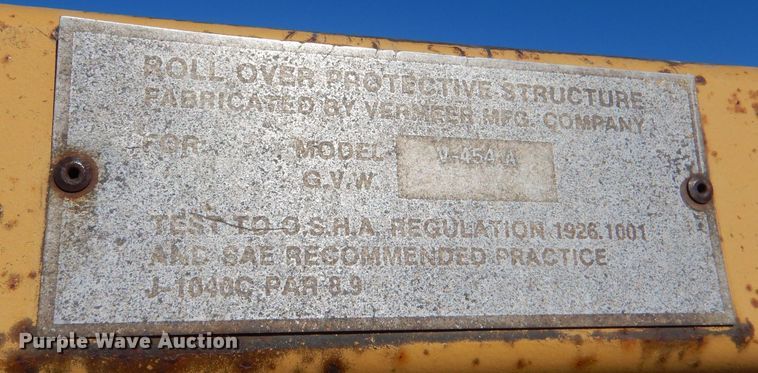 ROLL OVER PROTECTIVE STRUCTURE
FABRICATED BY VERMEER MFG. COMPANY
FOR: MODEL V-454-A
G.V.W
TEST TO O.S.H.A. REGULATION 1926.1001
AND SAE RECOMMENDED PRACTICE
J-1040C PAR 8.9
Purple Wave Auction